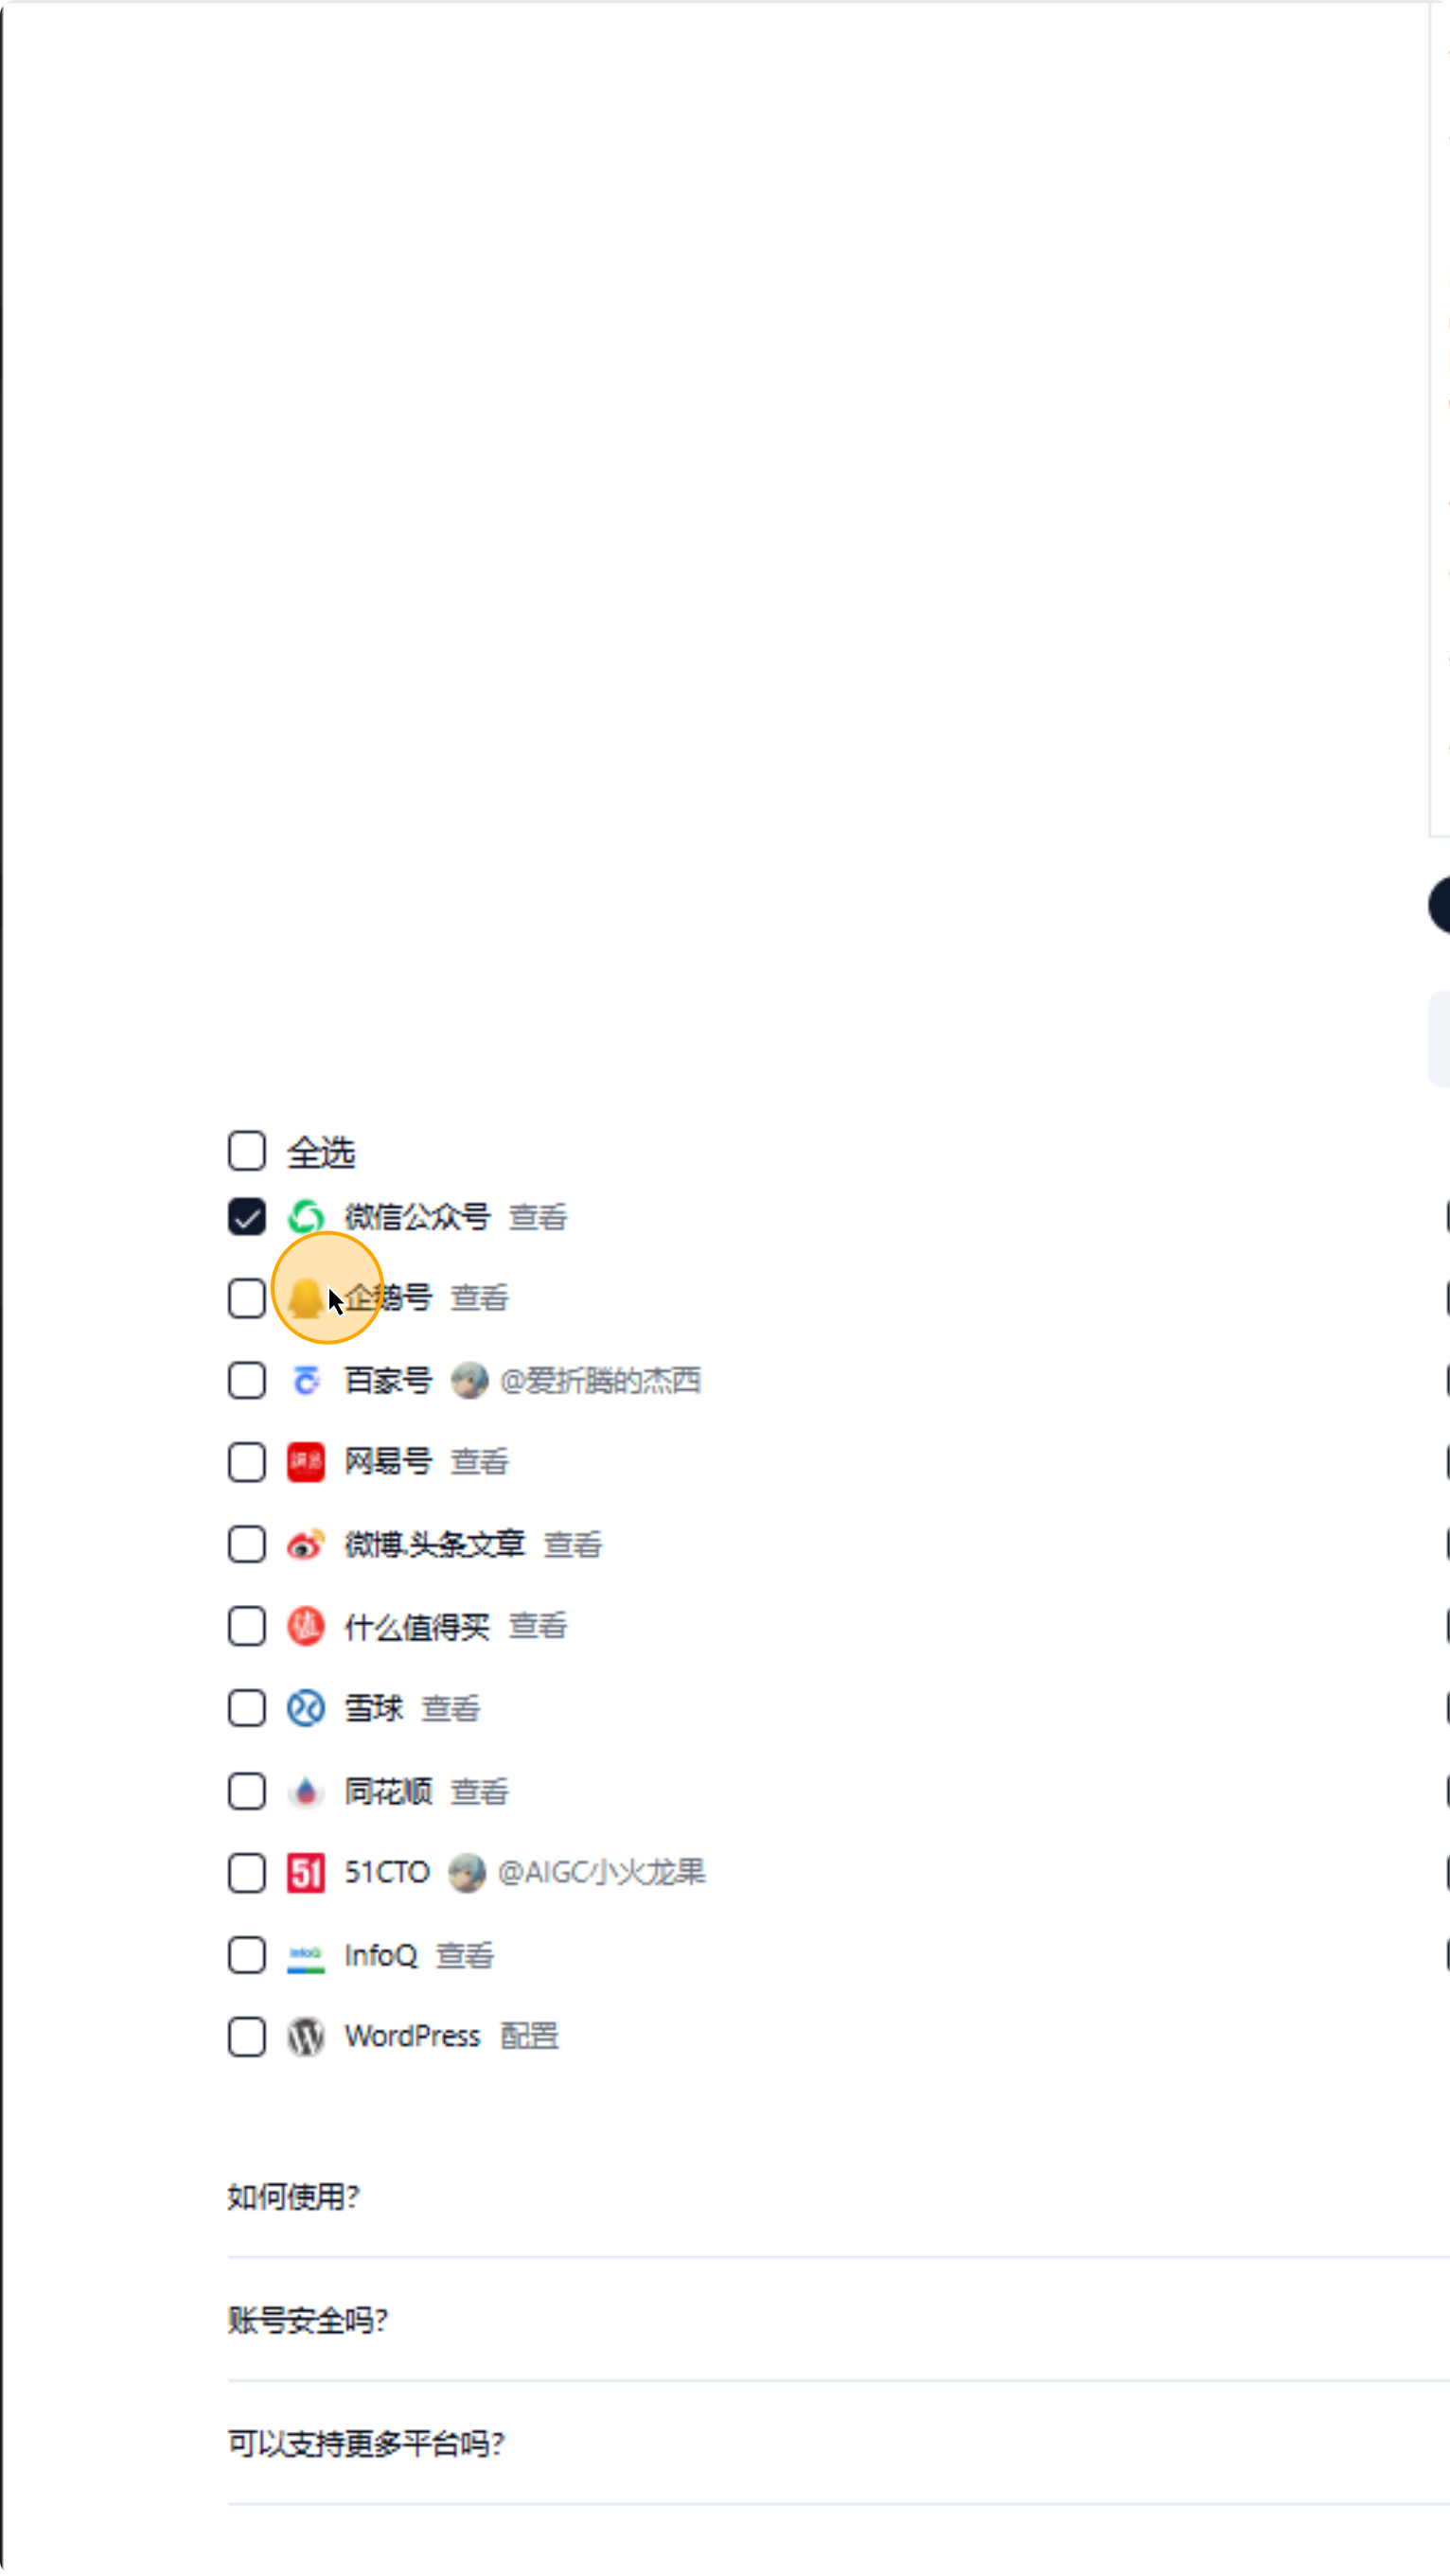 全选
微信公众号 查看
企鹅号 查看
百家号 @爱折腾的杰西
网易号 查看
微博.头条文章 查看
什么值得买 查看
雪球 查看
同花顺 查看
51 51CTO @AIGC小火龙果
InfoQ InfoQ 查看
WordPress 配置
如何使用?
账号安全吗?
可以支持更多平台吗?